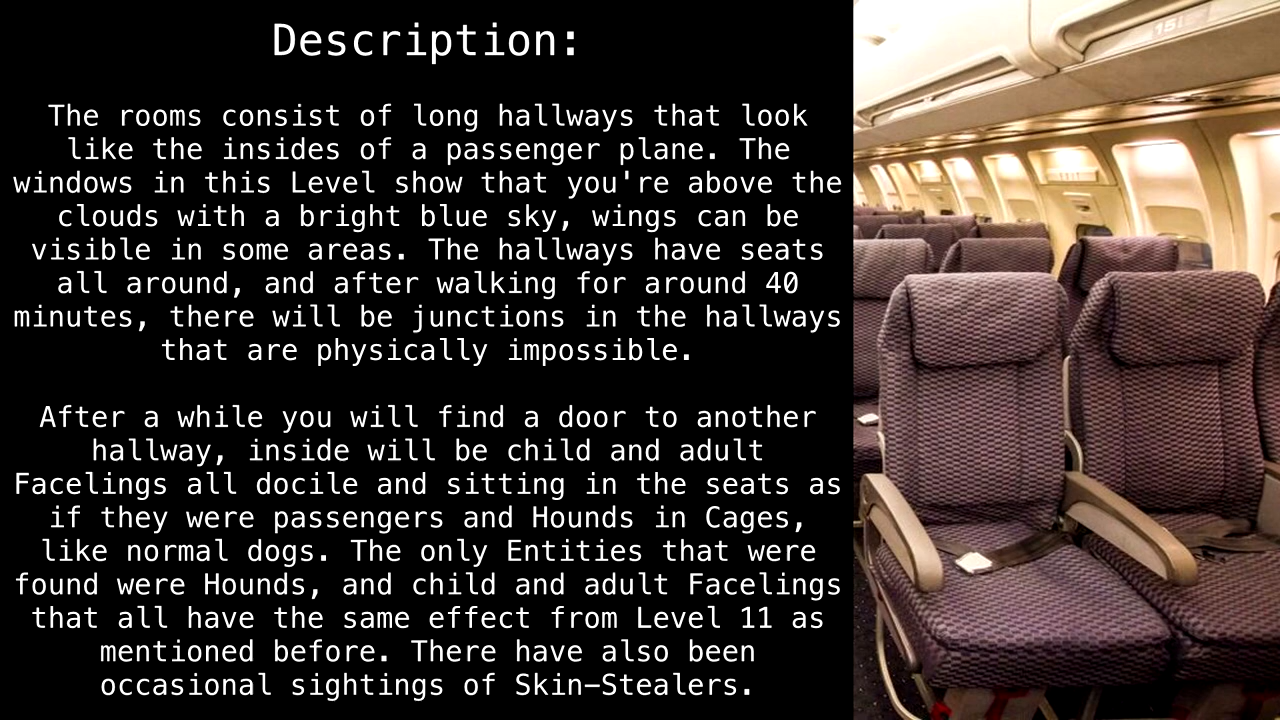 Description:
The rooms consist of long hallways that look
like the insides of a passenger plane. The
windows in this Level show that you're above the
clouds with a bright blue sky, wings can be
visible in some areas. The hallways have seats
all around, and after walking for around 40
minutes, there will be junctions in the hallways
that are physically impossible.
After a while you will find a door to another
hallway, inside will be child and adult
Facelings all docile and sitting in the seats as
if they were passengers and Hounds in Cages,
like normal dogs. The only Entities that were
found were Hounds, and child and adult Facelings
that all have the same effect from Level 11 as
mentioned before. There have also been
occasional sightings of Skin-Stealers.